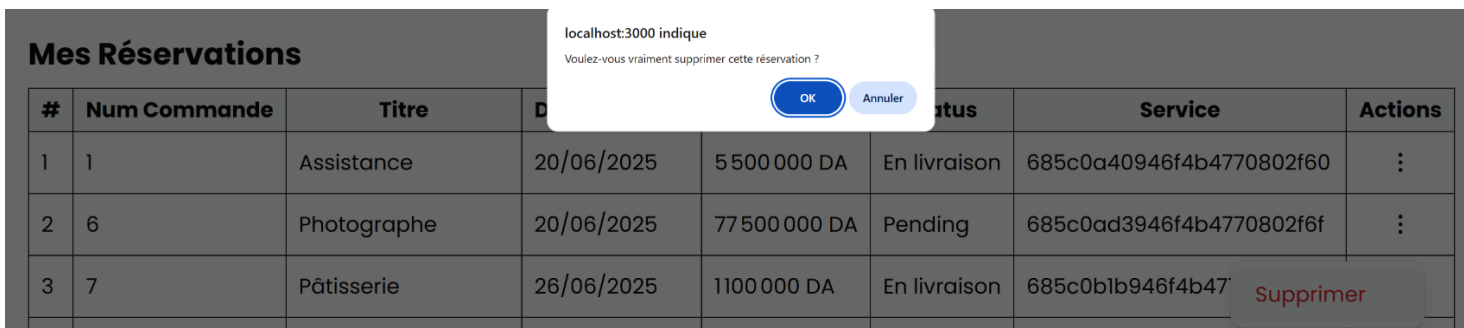 localhost:3000 indique
Voulez-vous vraiment supprimer cette réservation ?
OK Annuler
Mes Réservations
# Num Commande Titre Service Actions
1 1 Assistance 20/06/2025 5 500 000 DA En livraison 685c0a40946f4b4770802f60
2 6 Photographe 20/06/2025 77 500 000 DA Pending 685c0ad3946f4b4770802f6f
3 7 Pâtisserie 26/06/2025 1 100 000 DA En livraison 685c0b1b946f4b47
Supprimer